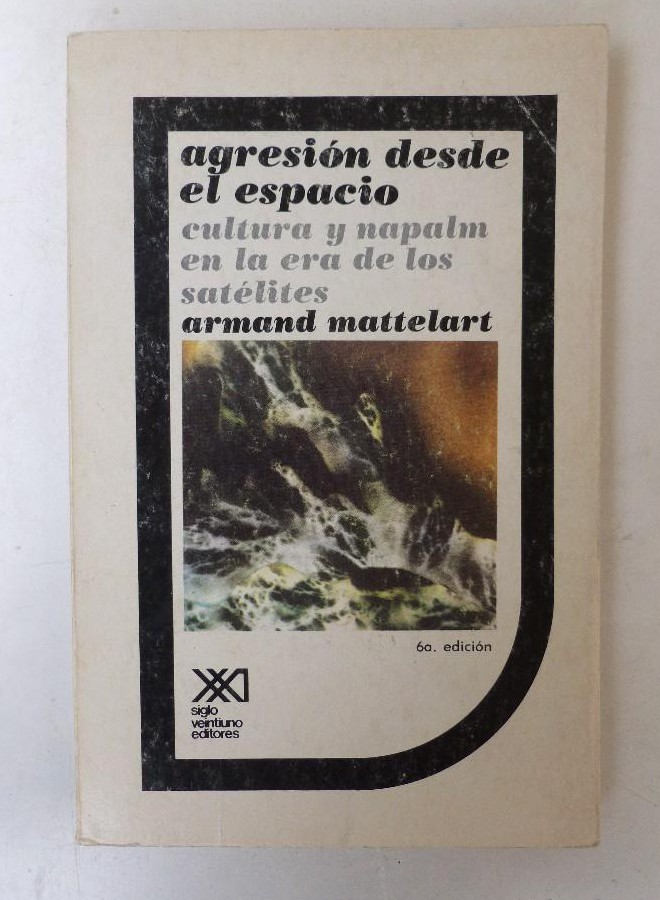 agresión desde
el espacio
cultura y napalm
en la era de los
satélites
armand mattelart
6a. edición
XXI
siglo
veintiuno
editores